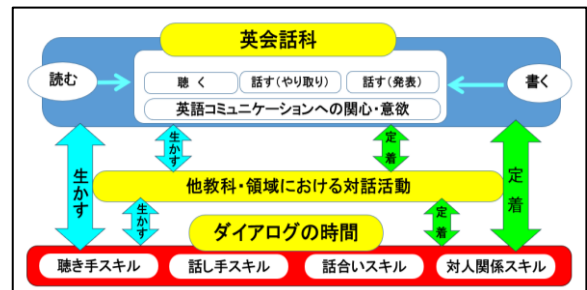 英会話科
読む
書く
聴く
話す(やり取り)
話す(発表)
英語コミュニケーションへの関心・意欲
生かす
生かす
定着
定着
他教科・領域における対話活動
生かす
定着
ダイアログの時間
聴き手スキル
話し手スキル
話合いスキル
対人関係スキル